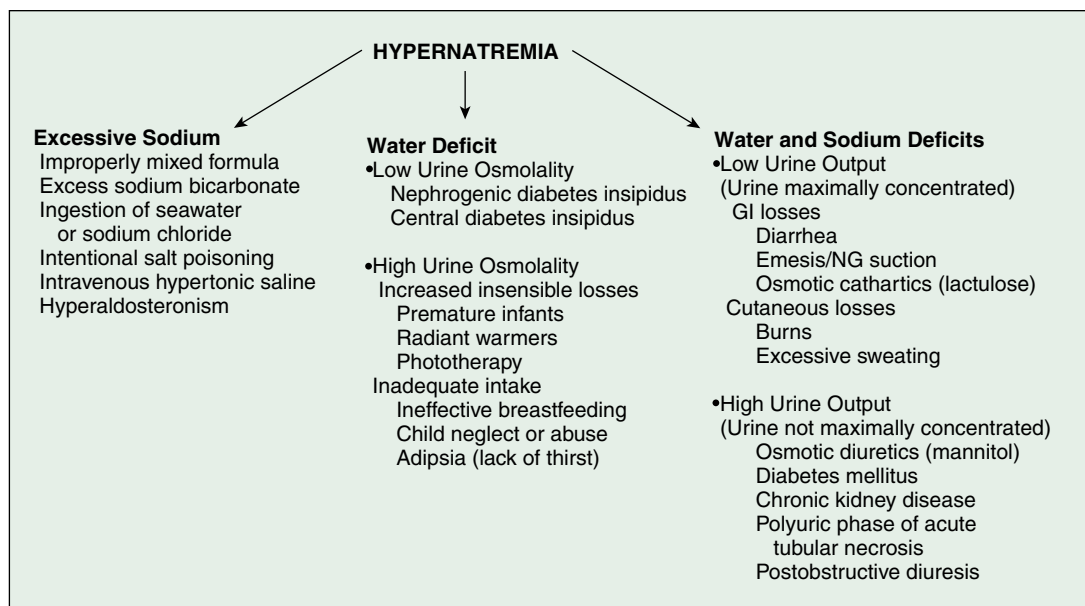 HYPERNATREMIA
Excessive Sodium
Improperly mixed formula
Excess sodium bicarbonate
Ingestion of seawater
or sodium chloride
Intentional salt poisoning
Intravenous hypertonic saline
Hyperaldosteronism
Water Deficit
•Low Urine Osmolality
Nephrogenic diabetes insipidus
Central diabetes insipidus
•High Urine Osmolality
Increased insensible losses
Premature infants
Radiant warmers
Phototherapy
Inadequate intake
Ineffective breastfeeding
Child neglect or abuse
Adipsia (lack of thirst)
Water and Sodium Deficits
•Low Urine Output
(Urine maximally concentrated)
GI losses
Diarrhea
Emesis/NG suction
Osmotic cathartics (lactulose)
Cutaneous losses
Burns
Excessive sweating
•High Urine Output
(Urine not maximally concentrated)
Osmotic diuretics (mannitol)
Diabetes mellitus
Chronic kidney disease
Polyuric phase of acute
tubular necrosis
Postobstructive diuresis